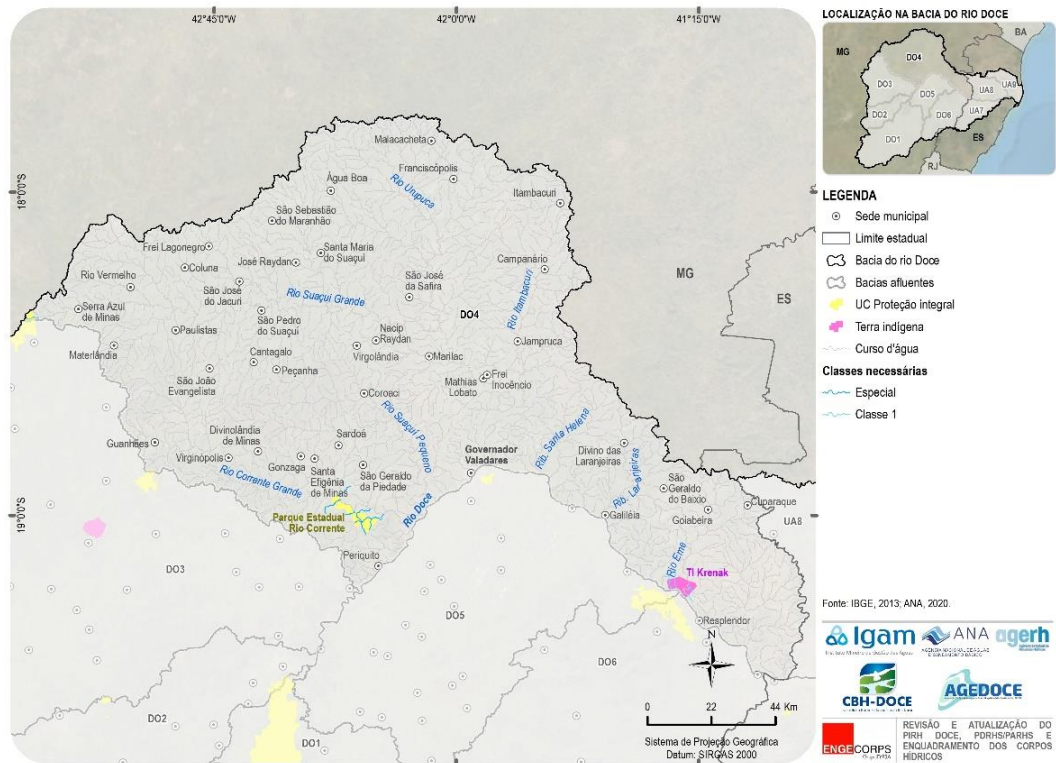 42°45'0"W
42°0'0"W
41°15'0"W
18°0'0"S
19°0'0"S
Malacacheta
Franciscópolis
Água Boa
Rio Urupuca
Itambacuri
São Sebastião
do Maranhão
Frei Lagonegro
Santa Maria
do Suaçuí
José Raydan
Coluna
Campanário
Rio Vermelho
São José
do Jacuri
São José
da Safira
Rio Suaçuí Grande
Rio Itambacuri
MG
ES
Serra Azul
de Minas
São Pedro
do Suaçuí
DO4
Paulistas
Nacip
Raydan
Jampruca
Materlândia
Cantagalo
Virgolândia
Marilac
Peçanha
São João
Evangelista
Mathias
Lobato
Frei
Inocêncio
Coroaci
Rio Suaçuí Pequeno
Rib. Santa Helena
Guanhães
Divinolândia
de Minas
Sardoá
Virginópolis
Gonzaga
Santa
Efigênia
de Minas
São Geraldo
da Piedade
Governador
Valadares
Divino das
Laranjeiras
Rib. Laranjeiras
São
Geraldo
do Baixio
Rio Corrente Grande
Rio Doce
Parque Estadual
Rio Corrente
Galiléia
Goiabeira
Cuparaque
UA8
Periquito
Rio Eme
TI Krenak
DO3
DO5
Resplendor
DO6
DO2
DO1
N
0 22 44 Km
Sistema de Projeção Geográfica
Datum: SIRGAS 2000
LOCALIZAÇÃO NA BACIA DO RIO DOCE
BA
MG
DO4
DO3
DO5
UA8
UA9
DO2
DO6
UA7
DO1
ES
RJ
LEGENDA
Sede municipal
Limite estadual
Bacia do rio Doce
Bacias afluentes
UC Proteção integral
Terra indígena
Curso d'água
Classes necessárias
Especial
Classe 1
Fonte: IBGE, 2013; ANA, 2020.
Igam
ANA
agerh
CBH-DOCE
AGEDOCE
ENGECORPS
REVISÃO E ATUALIZAÇÃO DO
PIRH DOCE, PDRHS/PARHS E
ENQUADRAMENTO DOS CORPOS
HÍDRICOS